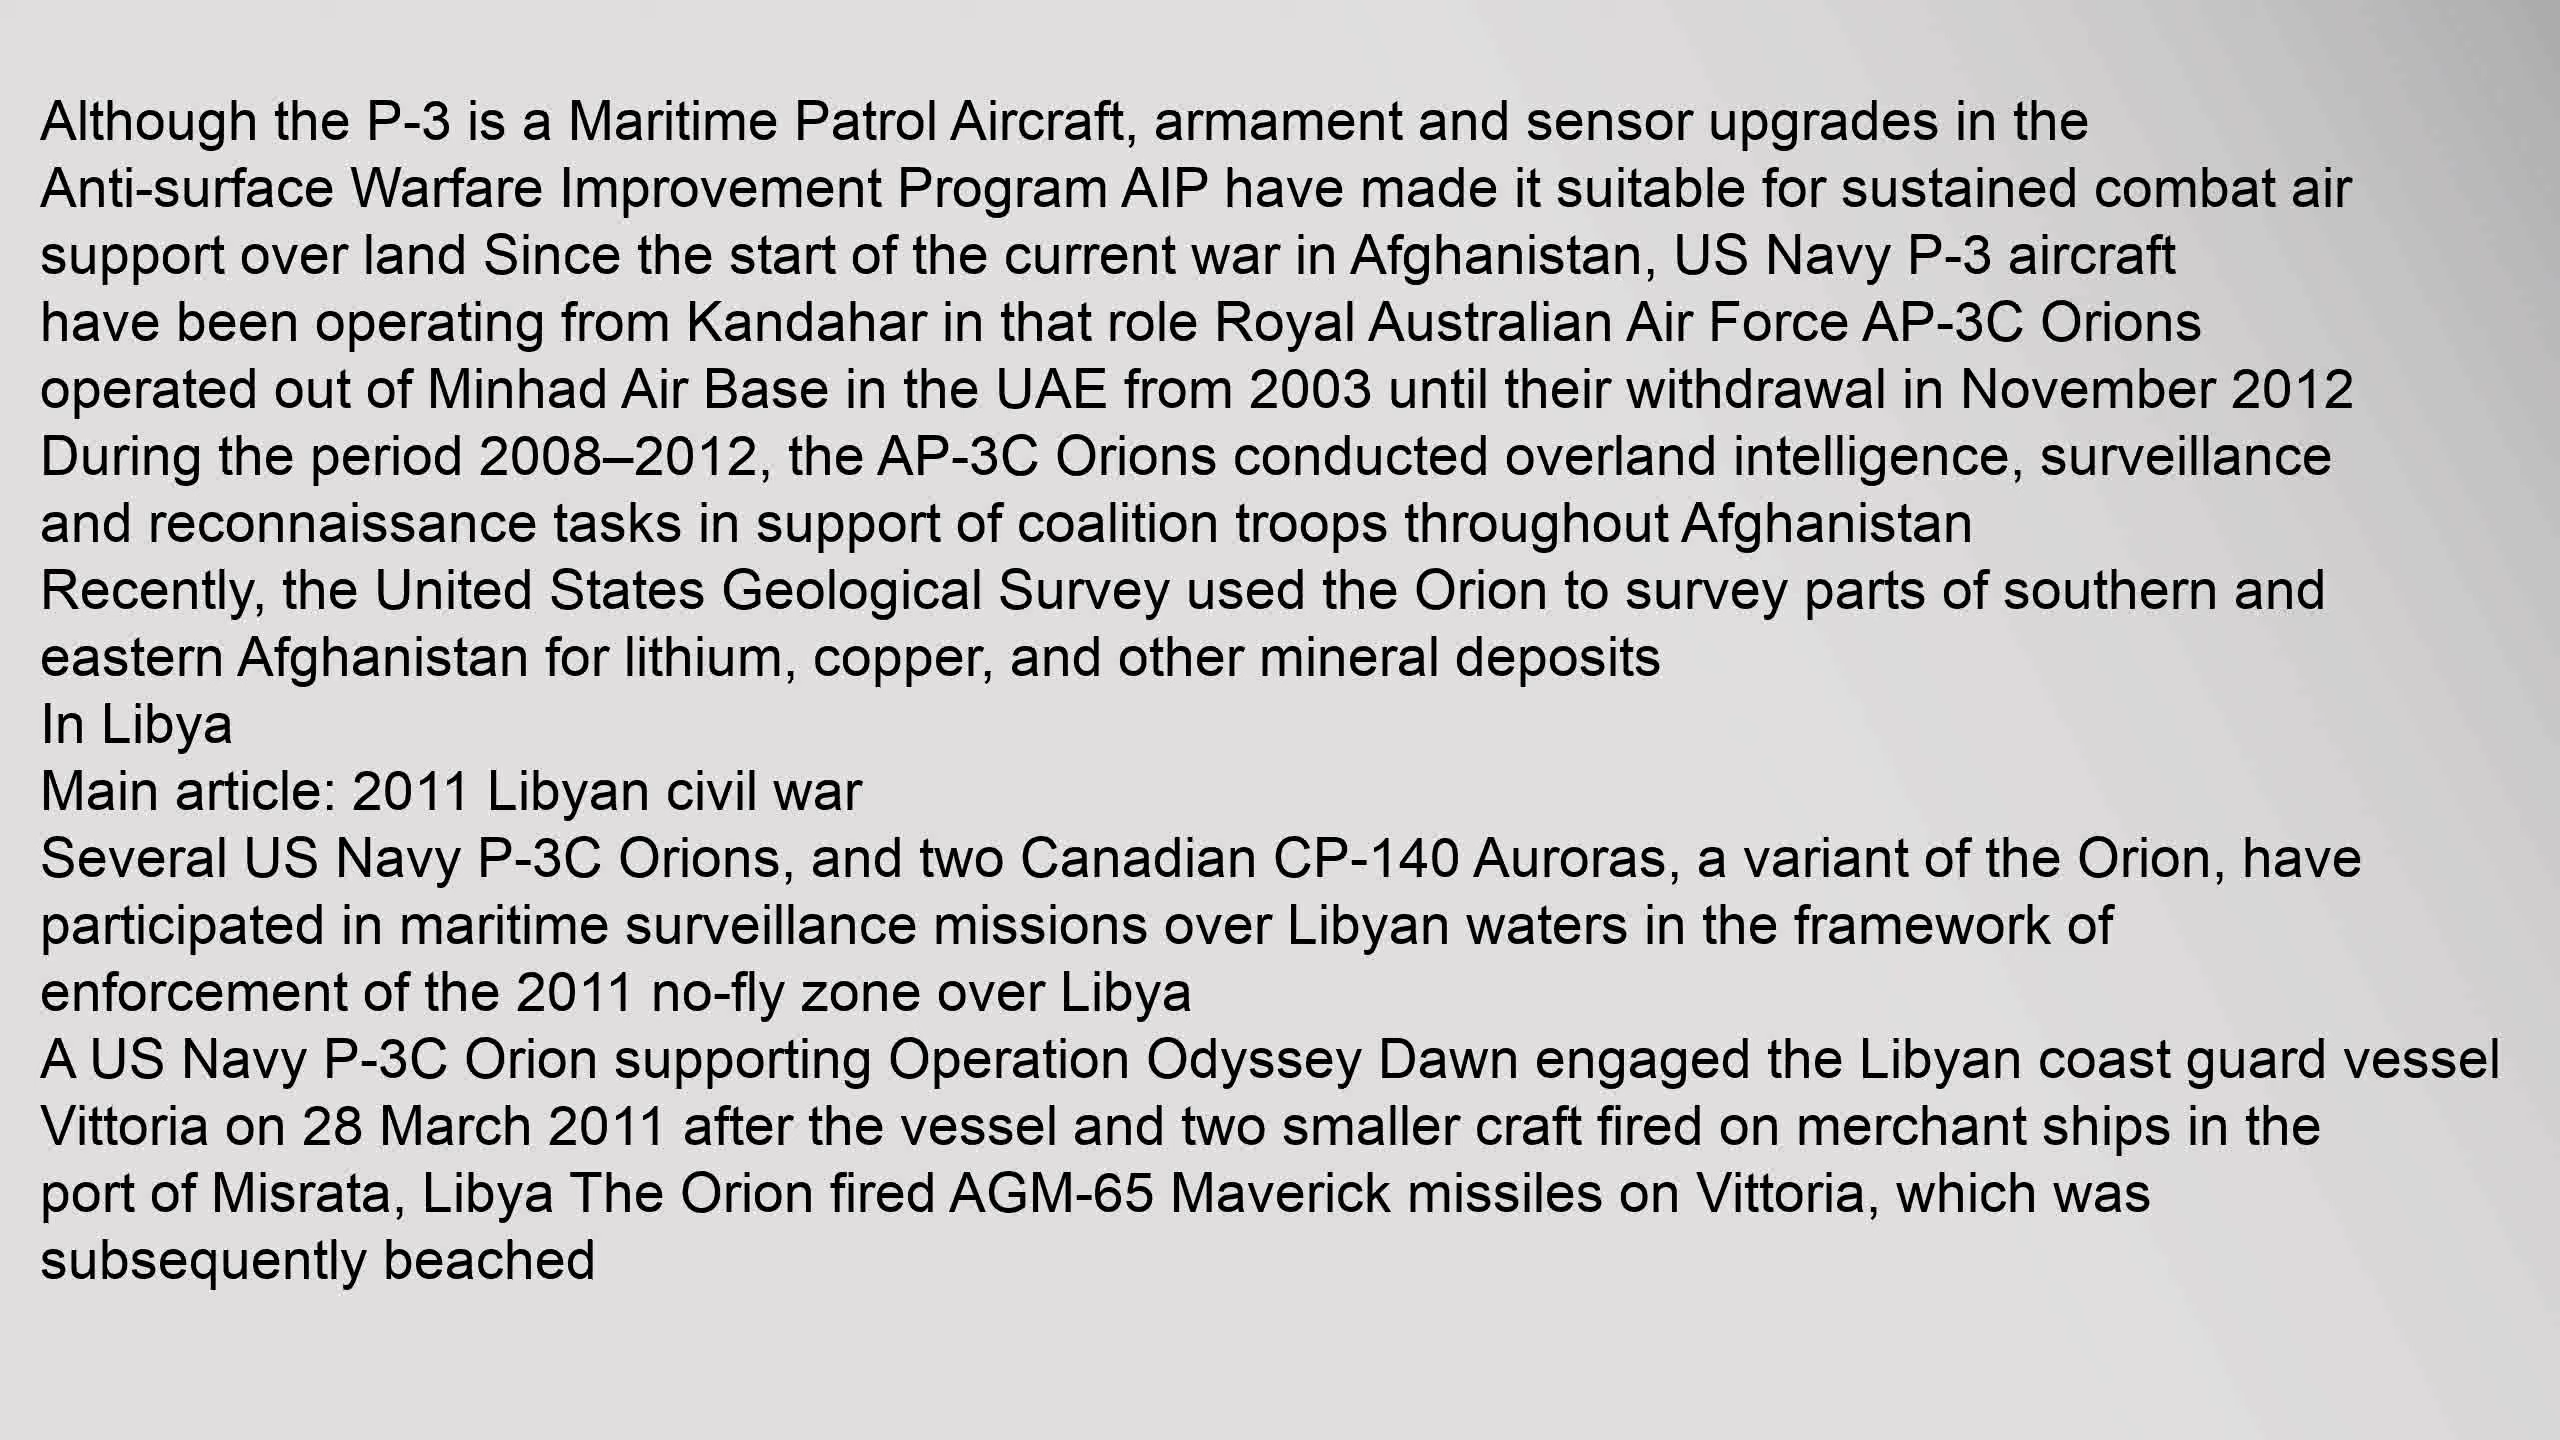 Although the P-3 is a Maritime Patrol Aircraft, armament and sensor upgrades in the
Anti-surface Warfare Improvement Program AIP have made it suitable for sustained combat air
support over land Since the start of the current war in Afghanistan, US Navy P-3 aircraft
have been operating from Kandahar in that role Royal Australian Air Force AP-3C Orions
operated out of Minhad Air Base in the UAE from 2003 until their withdrawal in November 2012
During the period 2008–2012, the AP-3C Orions conducted overland intelligence, surveillance
and reconnaissance tasks in support of coalition troops throughout Afghanistan
Recently, the United States Geological Survey used the Orion to survey parts of southern and
eastern Afghanistan for lithium, copper, and other mineral deposits
In Libya
Main article: 2011 Libyan civil war
Several US Navy P-3C Orions, and two Canadian CP-140 Auroras, a variant of the Orion, have
participated in maritime surveillance missions over Libyan waters in the framework of
enforcement of the 2011 no-fly zone over Libya
A US Navy P-3C Orion supporting Operation Odyssey Dawn engaged the Libyan coast guard vessel
Vittoria on 28 March 2011 after the vessel and two smaller craft fired on merchant ships in the
port of Misrata, Libya The Orion fired AGM-65 Maverick missiles on Vittoria, which was
subsequently beached